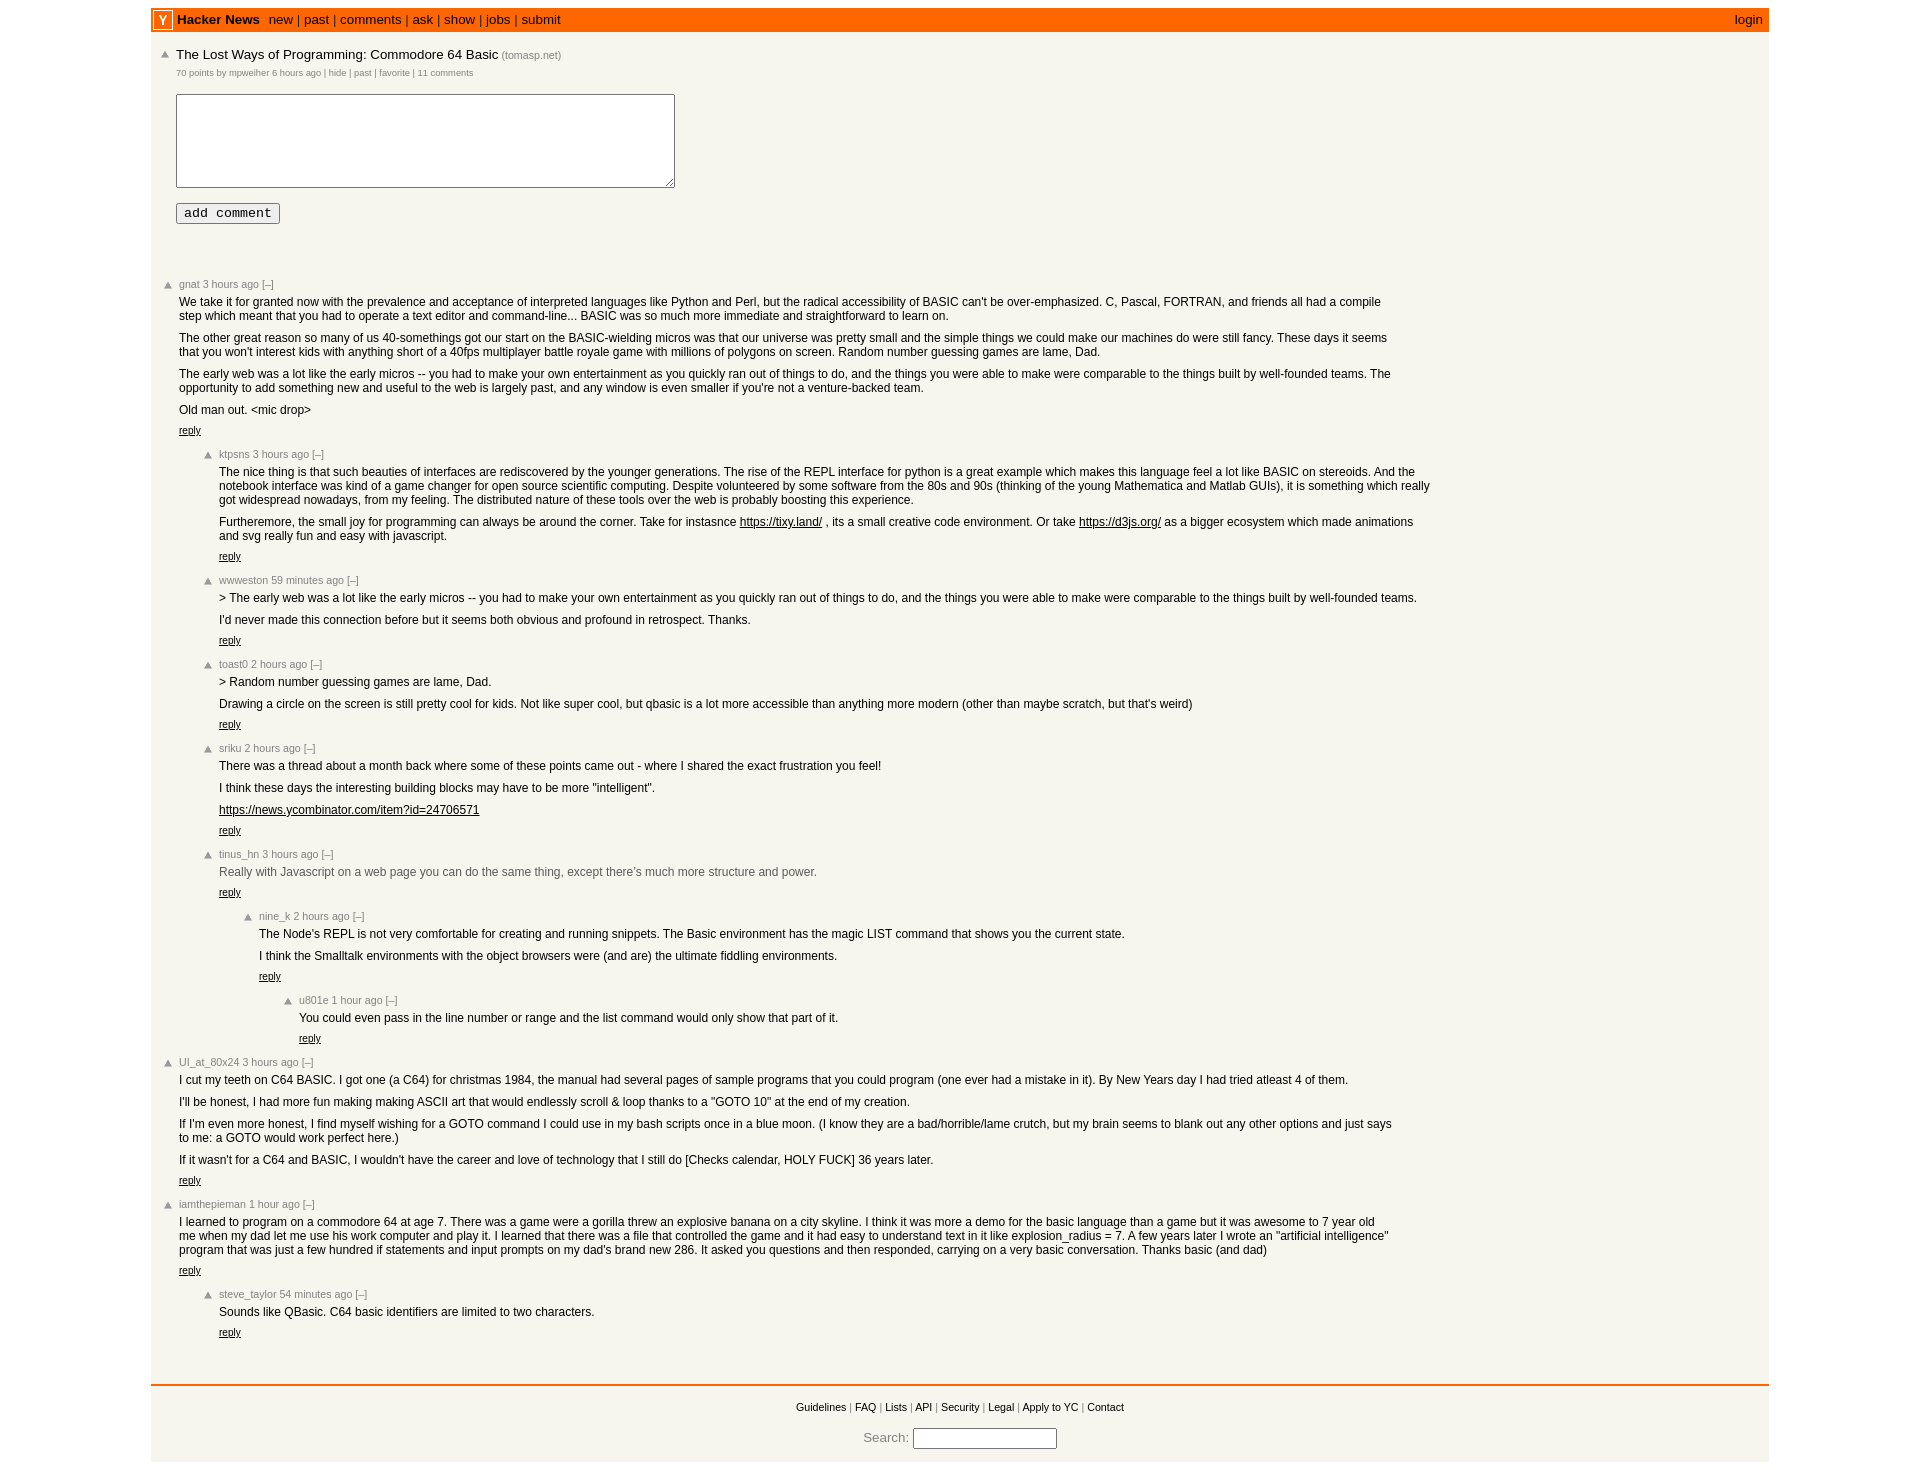 Y Hacker News new | past | comments | ask | show | jobs | submit login
The Lost Ways of Programming: Commodore 64 Basic (tomasp.net)
70 points by mpweiher 6 hours ago | hide | past | favorite | 11 comments
add comment
gnat 3 hours ago [–]
We take it for granted now with the prevalence and acceptance of interpreted languages like Python and Perl, but the radical accessibility of BASIC can't be over-emphasized. C, Pascal, FORTRAN, and friends all had a compile
step which meant that you had to operate a text editor and command-line... BASIC was so much more immediate and straightforward to learn on.
The other great reason so many of us 40-somethings got our start on the BASIC-wielding micros was that our universe was pretty small and the simple things we could make our machines do were still fancy. These days it seems
that you won't interest kids with anything short of a 40fps multiplayer battle royale game with millions of polygons on screen. Random number guessing games are lame, Dad.
The early web was a lot like the early micros -- you had to make your own entertainment as you quickly ran out of things to do, and the things you were able to make were comparable to the things built by well-founded teams. The
opportunity to add something new and useful to the web is largely past, and any window is even smaller if you're not a venture-backed team.
Old man out. <mic drop>
reply
ktpsns 3 hours ago [–]
The nice thing is that such beauties of interfaces are rediscovered by the younger generations. The rise of the REPL interface for python is a great example which makes this language feel a lot like BASIC on stereoids. And the
notebook interface was kind of a game changer for open source scientific computing. Despite volunteered by some software from the 80s and 90s (thinking of the young Mathematica and Matlab GUIs), it is something which really
got widespread nowadays, from my feeling. The distributed nature of these tools over the web is probably boosting this experience.
Furtheremore, the small joy for programming can always be around the corner. Take for instasnce https://tixy.land/ , its a small creative code environment. Or take https://d3js.org/ as a bigger ecosystem which made animations
and svg really fun and easy with javascript.
reply
wwweston 59 minutes ago [–]
> The early web was a lot like the early micros -- you had to make your own entertainment as you quickly ran out of things to do, and the things you were able to make were comparable to the things built by well-founded teams.
I'd never made this connection before but it seems both obvious and profound in retrospect. Thanks.
reply
toast0 2 hours ago [–]
> Random number guessing games are lame, Dad.
Drawing a circle on the screen is still pretty cool for kids. Not like super cool, but qbasic is a lot more accessible than anything more modern (other than maybe scratch, but that's weird)
reply
sriku 2 hours ago [–]
There was a thread about a month back where some of these points came out - where I shared the exact frustration you feel!
I think these days the interesting building blocks may have to be more "intelligent".
https://news.ycombinator.com/item?id=24706571
reply
tinus_hn 3 hours ago [–]
Really with Javascript on a web page you can do the same thing, except there’s much more structure and power.
reply
nine_k 2 hours ago [–]
The Node's REPL is not very comfortable for creating and running snippets. The Basic environment has the magic LIST command that shows you the current state.
I think the Smalltalk environments with the object browsers were (and are) the ultimate fiddling environments.
reply
u801e 1 hour ago [–]
You could even pass in the line number or range and the list command would only show that part of it.
reply
UI_at_80x24 3 hours ago [–]
I cut my teeth on C64 BASIC. I got one (a C64) for christmas 1984, the manual had several pages of sample programs that you could program (one ever had a mistake in it). By New Years day I had tried atleast 4 of them.
I'll be honest, I had more fun making making ASCII art that would endlessly scroll & loop thanks to a "GOTO 10" at the end of my creation.
If I'm even more honest, I find myself wishing for a GOTO command I could use in my bash scripts once in a blue moon. (I know they are a bad/horrible/lame crutch, but my brain seems to blank out any other options and just says
to me: a GOTO would work perfect here.)
If it wasn't for a C64 and BASIC, I wouldn't have the career and love of technology that I still do [Checks calendar, HOLY FUCK] 36 years later.
reply
iamthepieman 1 hour ago [–]
I learned to program on a commodore 64 at age 7. There was a game were a gorilla threw an explosive banana on a city skyline. I think it was more a demo for the basic language than a game but it was awesome to 7 year old
me when my dad let me use his work computer and play it. I learned that there was a file that controlled the game and it had easy to understand text in it like explosion_radius = 7. A few years later I wrote an "artificial intelligence"
program that was just a few hundred if statements and input prompts on my dad's brand new 286. It asked you questions and then responded, carrying on a very basic conversation. Thanks basic (and dad)
reply
steve_taylor 54 minutes ago [–]
Sounds like QBasic. C64 basic identifiers are limited to two characters.
reply
Guidelines | FAQ | Lists | API | Security | Legal | Apply to YC | Contact
Search: